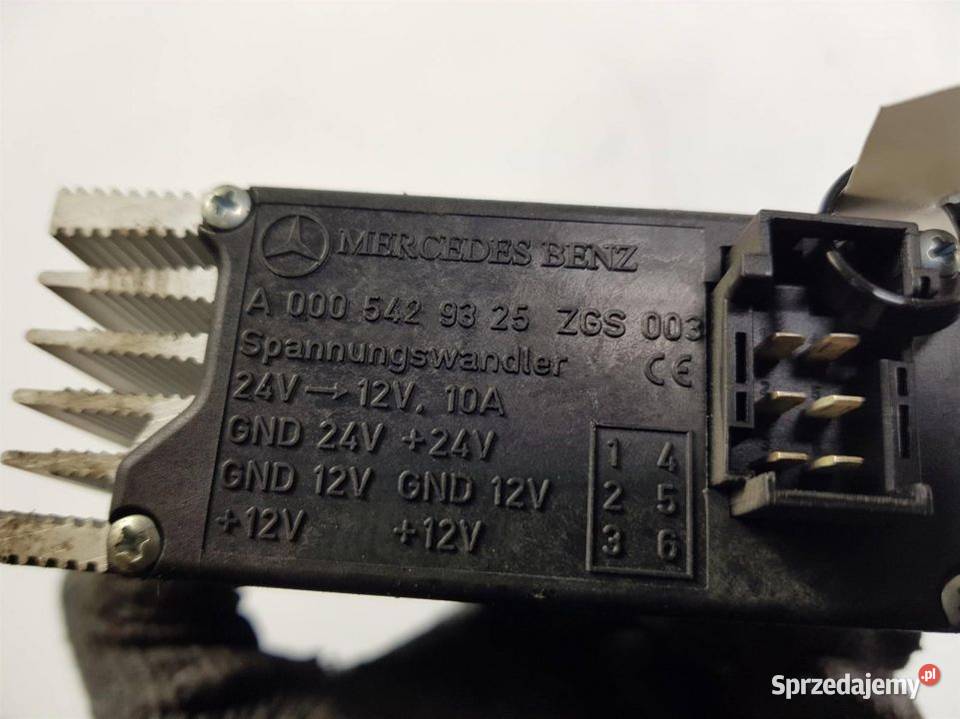 MERCEDES BENZ
A 000 542 93 25 ZGS 003
Spannungswandler CE
24V → 12V, 10A
GND 24V +24V 1 4
GND 12V GND 12V 2 5
+12V +12V 3 6
Sprzedajemy.pl